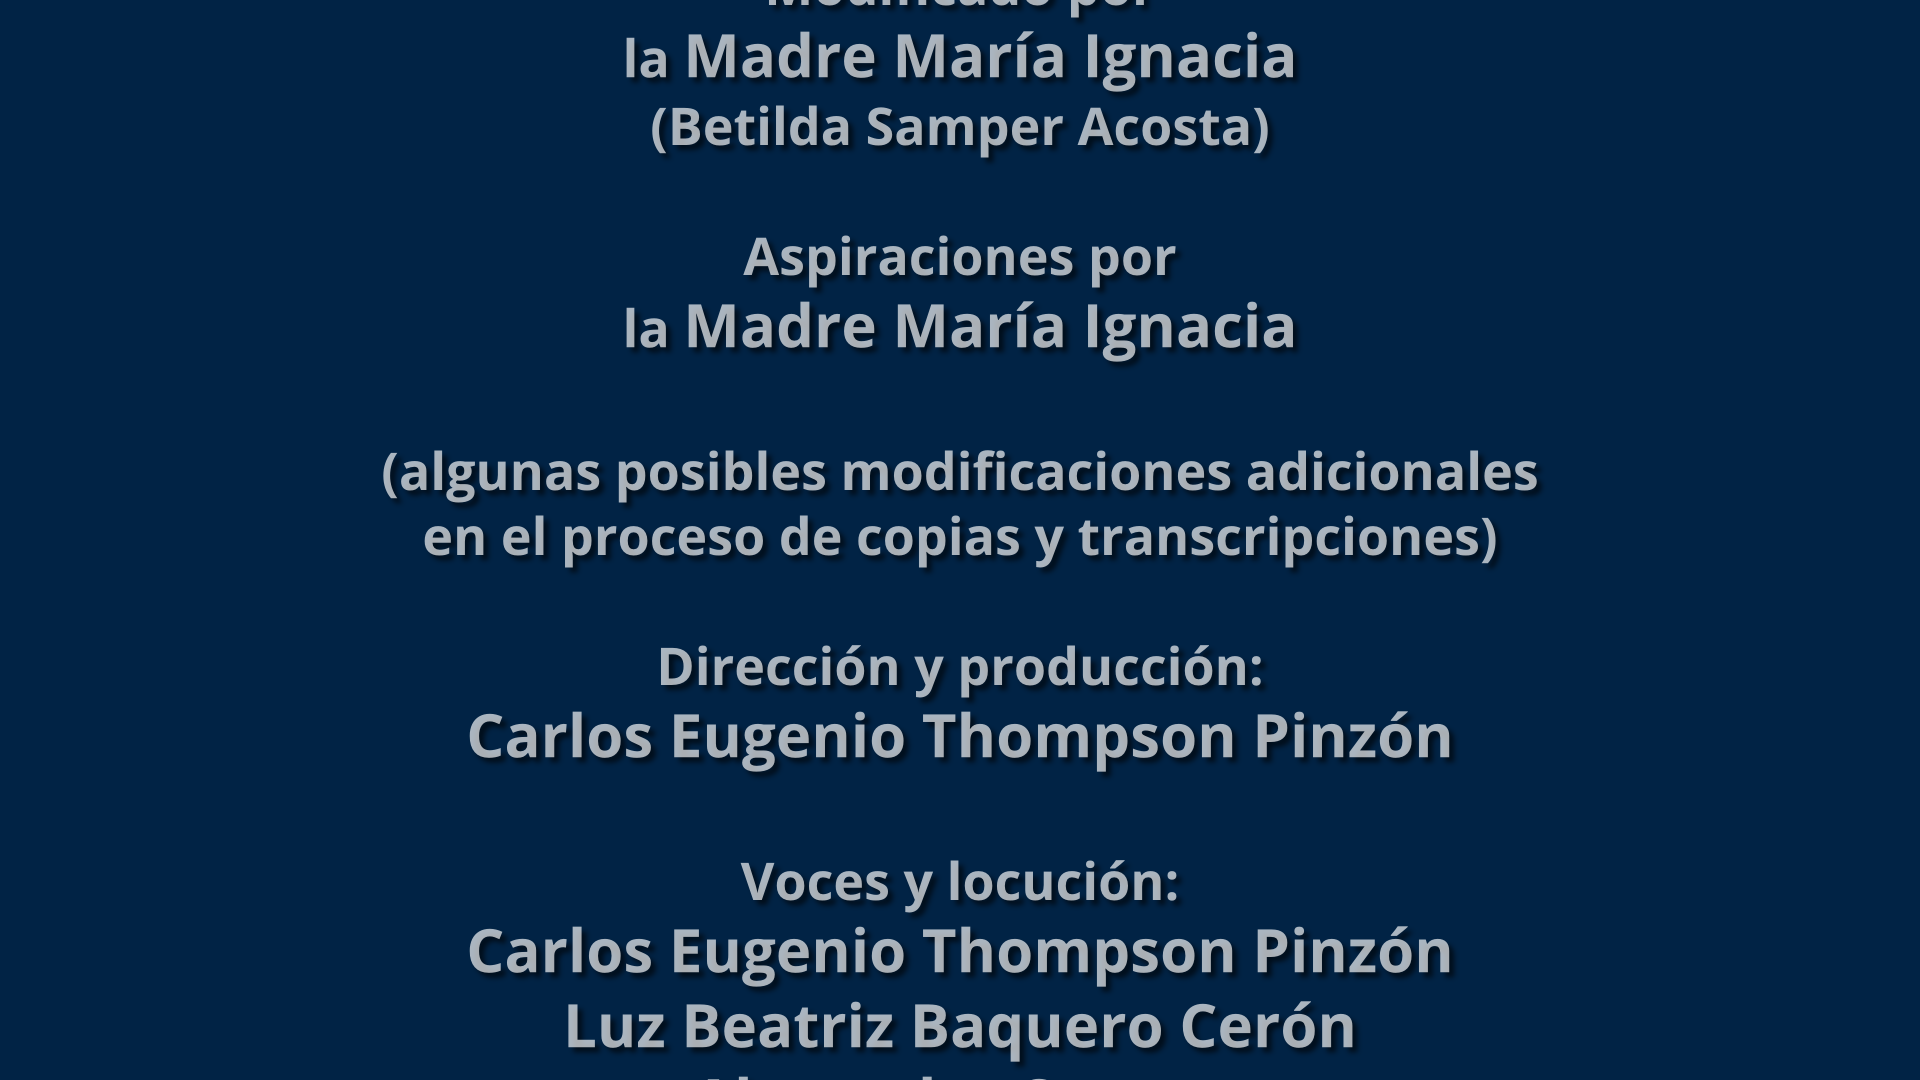 Modificado por
la Madre María Ignacia
(Betilda Samper Acosta)
Aspiraciones por
la Madre María Ignacia
(algunas posibles modificaciones adicionales
en el proceso de copias y transcripciones)
Dirección y producción:
Carlos Eugenio Thompson Pinzón
Voces y locución:
Carlos Eugenio Thompson Pinzón
Luz Beatriz Baquero Cerón